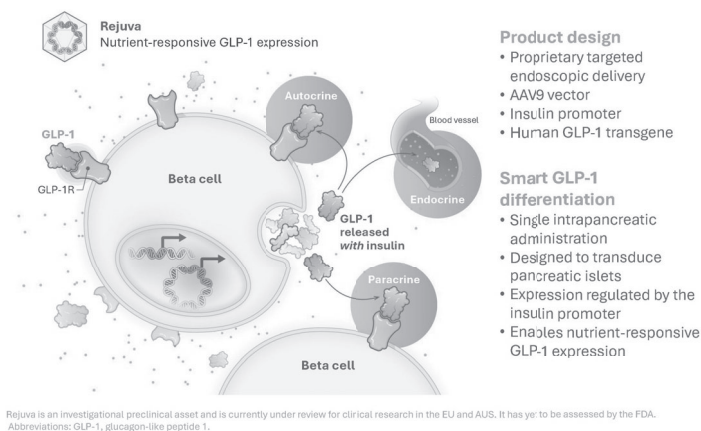 Rejuva
Nutrient-responsive GLP-1 expression
GLP-1
GLP-1R
Beta cell
Autocrine
GLP-1
released
with insulin
Blood vessel
Endocrine
Paracrine
Beta cell
Product design
• Proprietary targeted
endoscopic delivery
• AAV9 vector
• Insulin promoter
• Human GLP-1 transgene
Smart GLP-1
differentiation
• Single intrapancreatic
administration
• Designed to transduce
pancreatic islets
• Expression regulated by the
insulin promoter
• Enables nutrient-responsive
GLP-1 expression
Rejuva is an investigational preclinical asset and is currently under review for clinical research in the EU and AUS. It has yet to be assessed by the FDA.
Abbreviations: GLP-1, glucagon-like peptide 1.